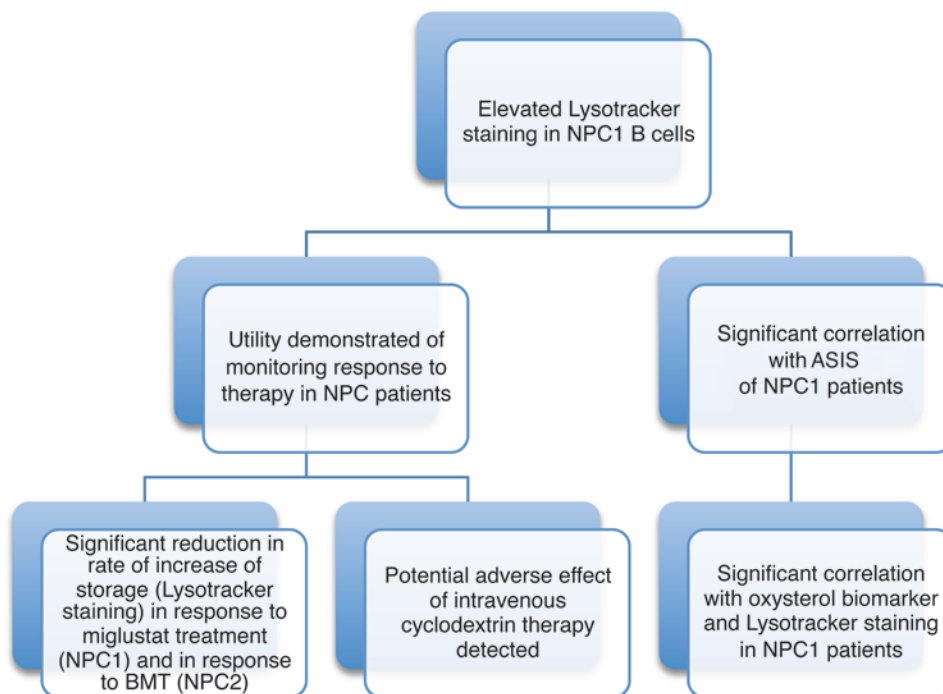 Elevated Lysotracker
staining in NPC1 B cells
Utility demonstrated of
monitoring response to
therapy in NPC patients
Significant correlation
with ASIS
of NPC1 patients
Significant reduction in
rate of increase of
storage (Lysotracker
staining) in response to
miglustat treatment
(NPC1) and in response
to BMT (NPC2)
Potential adverse effect
of intravenous
cyclodextrin therapy
detected
Significant correlation
with oxysterol biomarker
and Lysotracker staining
in NPC1 patients